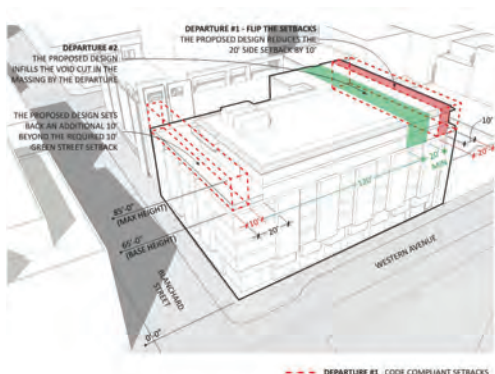 DEPARTURE #1 - FLIP THE SETBACKS
THE PROPOSED DESIGN REDUCES THE
20' SIDE SETBACK BY 10'
DEPARTURE #2
THE PROPOSED DESIGN
INFILLS THE VOID CUT IN THE
MASSING BY THE DEPARTURE
THE PROPOSED DESIGN SETS
BACK AN ADDITIONAL 10'
BEYOND THE REQUIRED 10'
GREEN STREET SETBACK
10'
20'
20'
MIN
120'
85'-0"
(MAX HEIGHT)
65'-0"
(BASE HEIGHT)
10'
20'
WESTERN AVENUE
BLANCHARD
STREET
0'-0"
DEPARTURE #1 CODE COMPLIANT SETBACKS